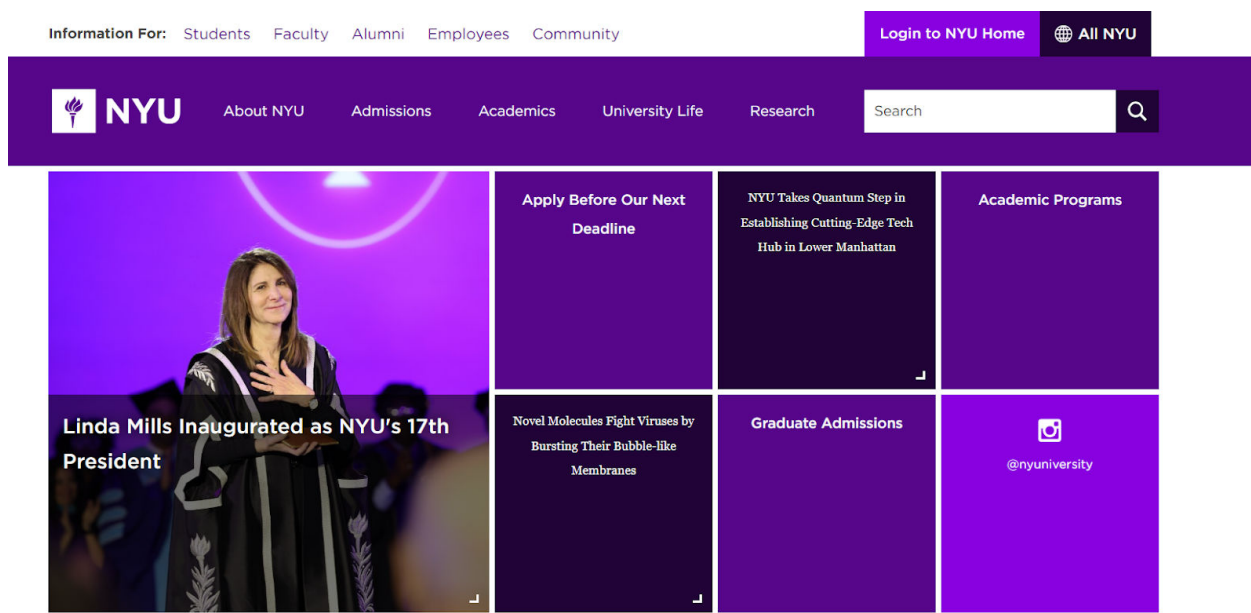 Information For: Students Faculty Alumni Employees Community
Login to NYU Home
All NYU
NYU
About NYU
Admissions
Academics
University Life
Research
Search
Linda Mills Inaugurated as NYU's 17th
President
Apply Before Our Next
Deadline
NYU Takes Quantum Step in
Establishing Cutting-Edge Tech
Hub in Lower Manhattan
Academic Programs
Novel Molecules Fight Viruses by
Bursting Their Bubble-like
Membranes
Graduate Admissions
@nyuniversity